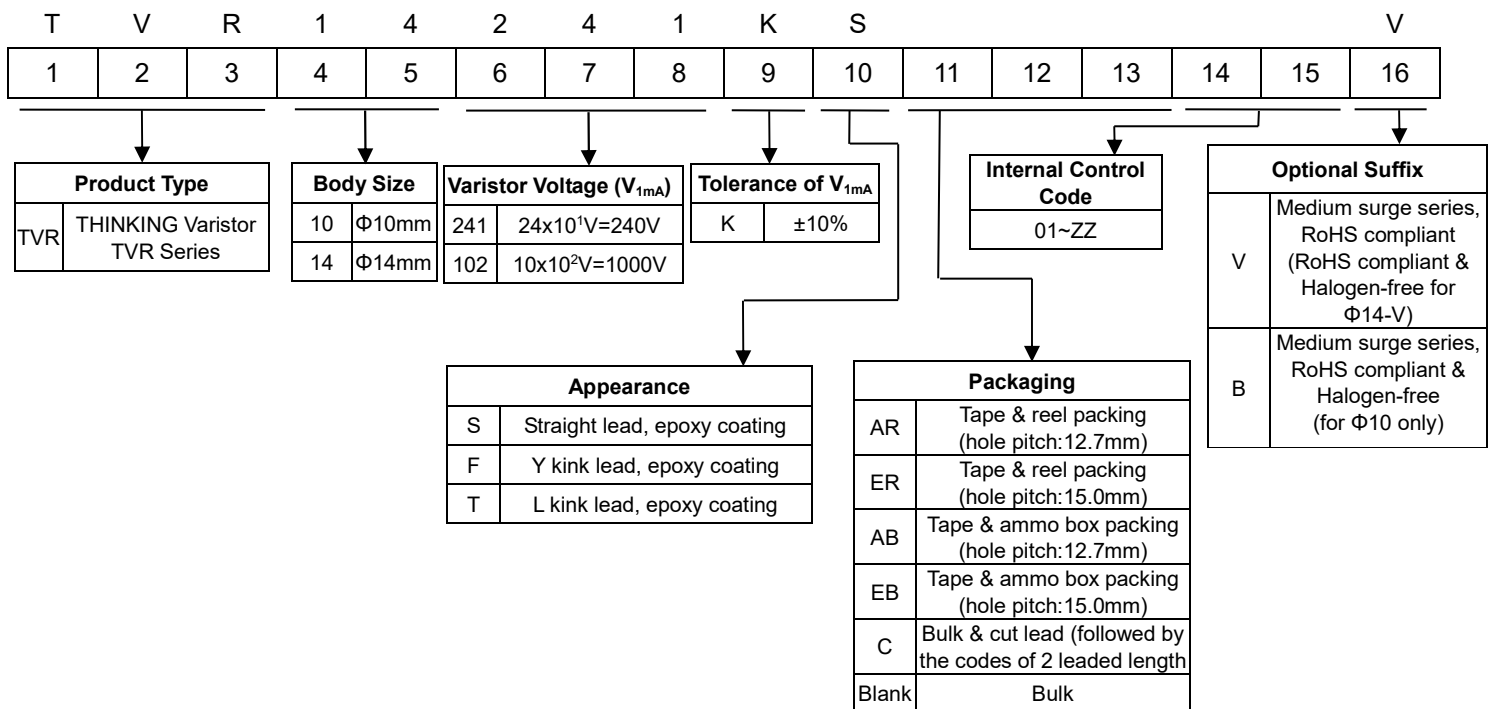 T V R 1 4 2 4 1 K S V
1 2 3 4 5 6 7 8 9 10 11 12 13 14 15 16
Product Type
TVR THINKING Varistor
TVR Series
Body Size
10 Φ10mm
14 Φ14mm
Varistor Voltage (V1mA)
241 24x10¹V=240V
102 10x10²V=1000V
Tolerance of V1mA
K ±10%
Internal Control
Code
01~ZZ
Optional Suffix
V Medium surge series,
RoHS compliant
(RoHS compliant &
Halogen-free for
Φ14-V)
B Medium surge series,
RoHS compliant &
Halogen-free
(for Φ10 only)
Appearance
S Straight lead, epoxy coating
F Y kink lead, epoxy coating
T L kink lead, epoxy coating
Packaging
AR Tape & reel packing
(hole pitch:12.7mm)
ER Tape & reel packing
(hole pitch:15.0mm)
AB Tape & ammo box packing
(hole pitch:12.7mm)
EB Tape & ammo box packing
(hole pitch:15.0mm)
C Bulk & cut lead (followed by
the codes of 2 leaded length
Blank Bulk